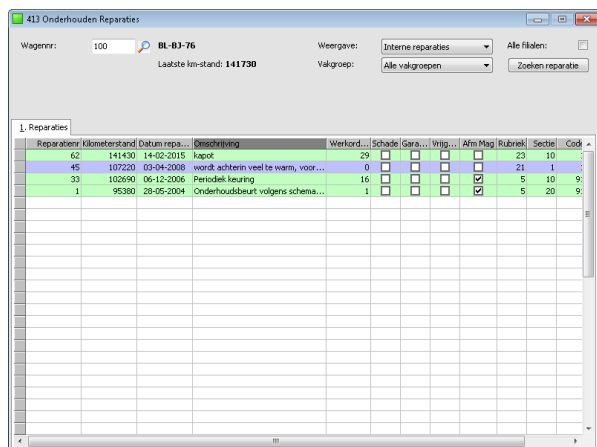 413 Onderhouden Reparaties
Wagennr: 100 BL-BJ-76 Weergave: Interne reparaties Alle filialen:
Laatste km-stand: 141730 Vakgroep: Alle vakgroepen Zoeken reparatie
1. Reparaties
Reparatienr Kilometerstand Datum repa... Omschrijving Werkord... Schade Gara... Vrijg... Afm Mag Rubriek Sectie Code
62 141430 14-02-2015 kapot 29 23 10
45 107220 03-04-2008 wordt achterin veel te warm, voor... 0 21 1
33 102690 06-12-2006 Periodiek keuring 16 5 10
1 95380 28-05-2004 Onderhoudsbeurt volgens schema... 1 5 20